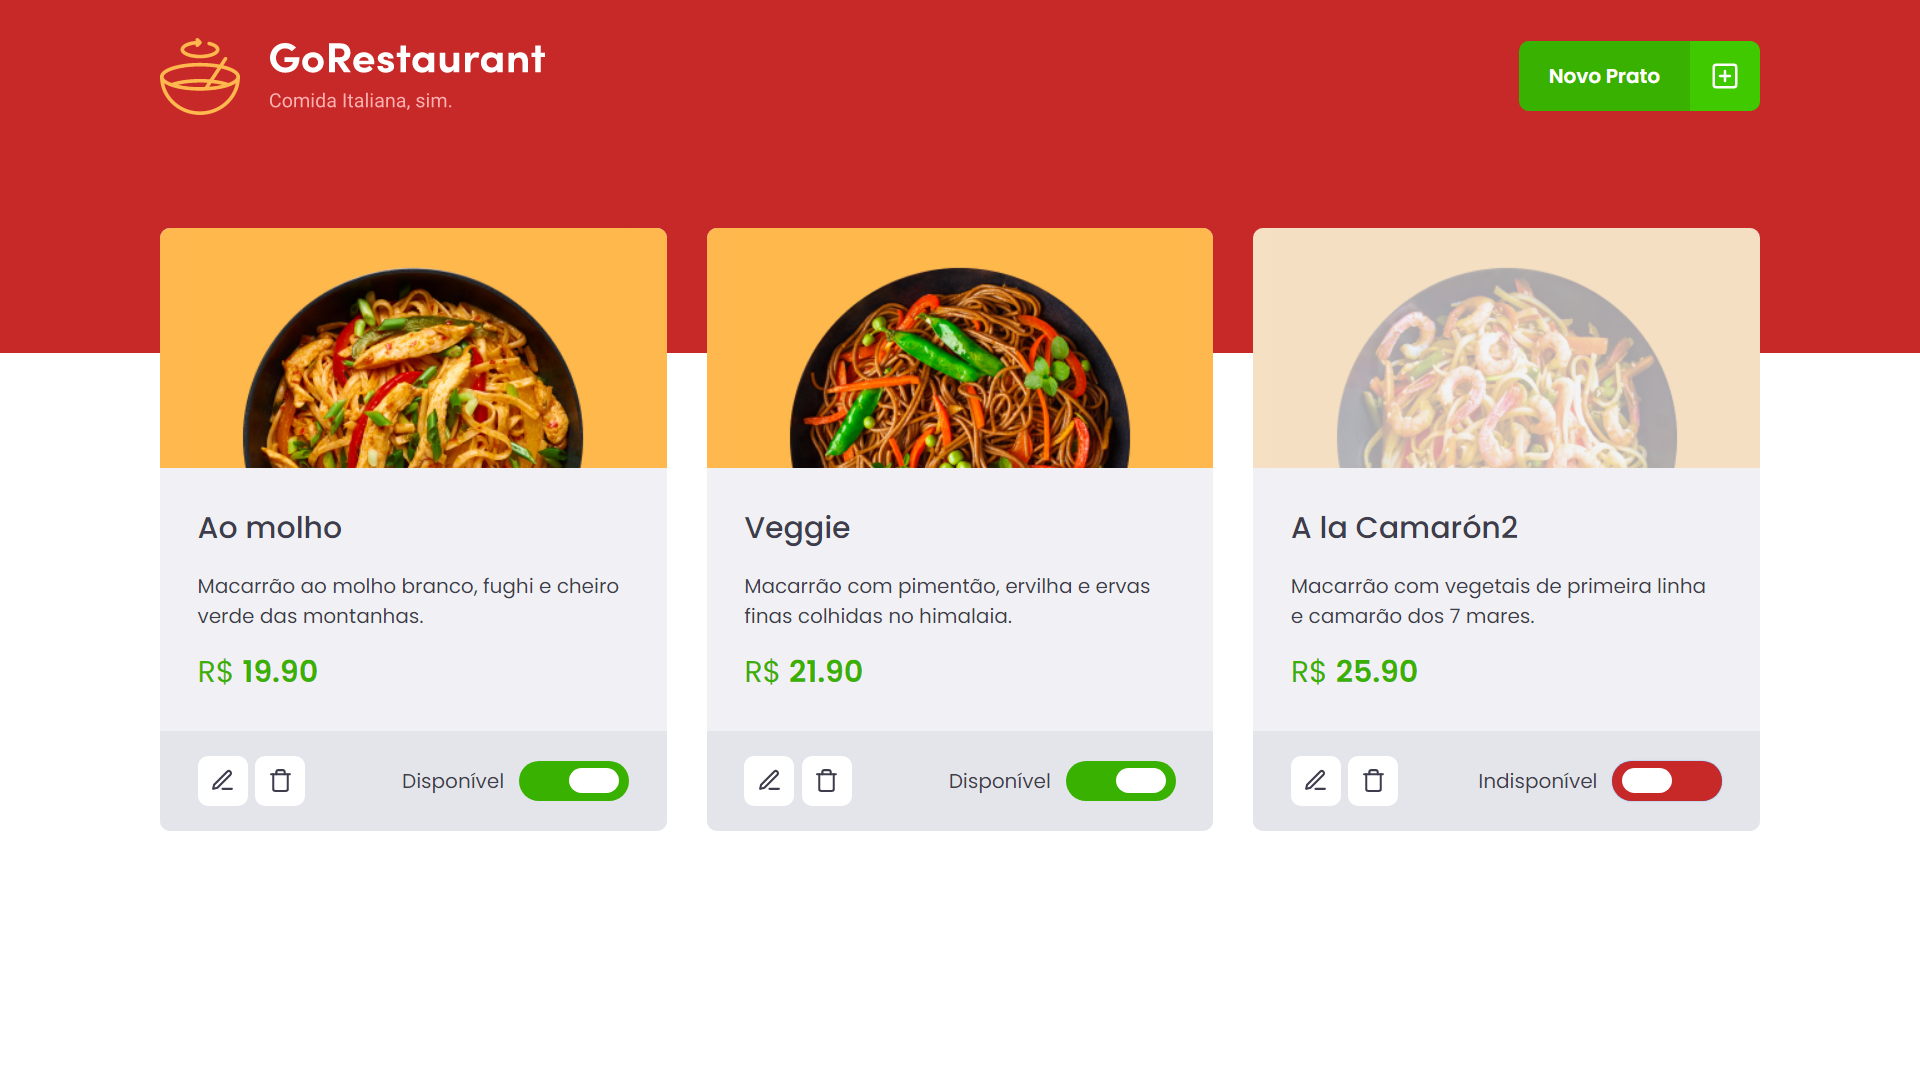 GoRestaurant
Comida Italiana, sim.
Novo Prato
Ao molho
Macarrão ao molho branco, fughi e cheiro
verde das montanhas.
R$ 19.90
Disponível
Veggie
Macarrão com pimentão, ervilha e ervas
finas colhidas no himalaia.
R$ 21.90
Disponível
A la Camarón2
Macarrão com vegetais de primeira linha
e camarão dos 7 mares.
R$ 25.90
Indisponível